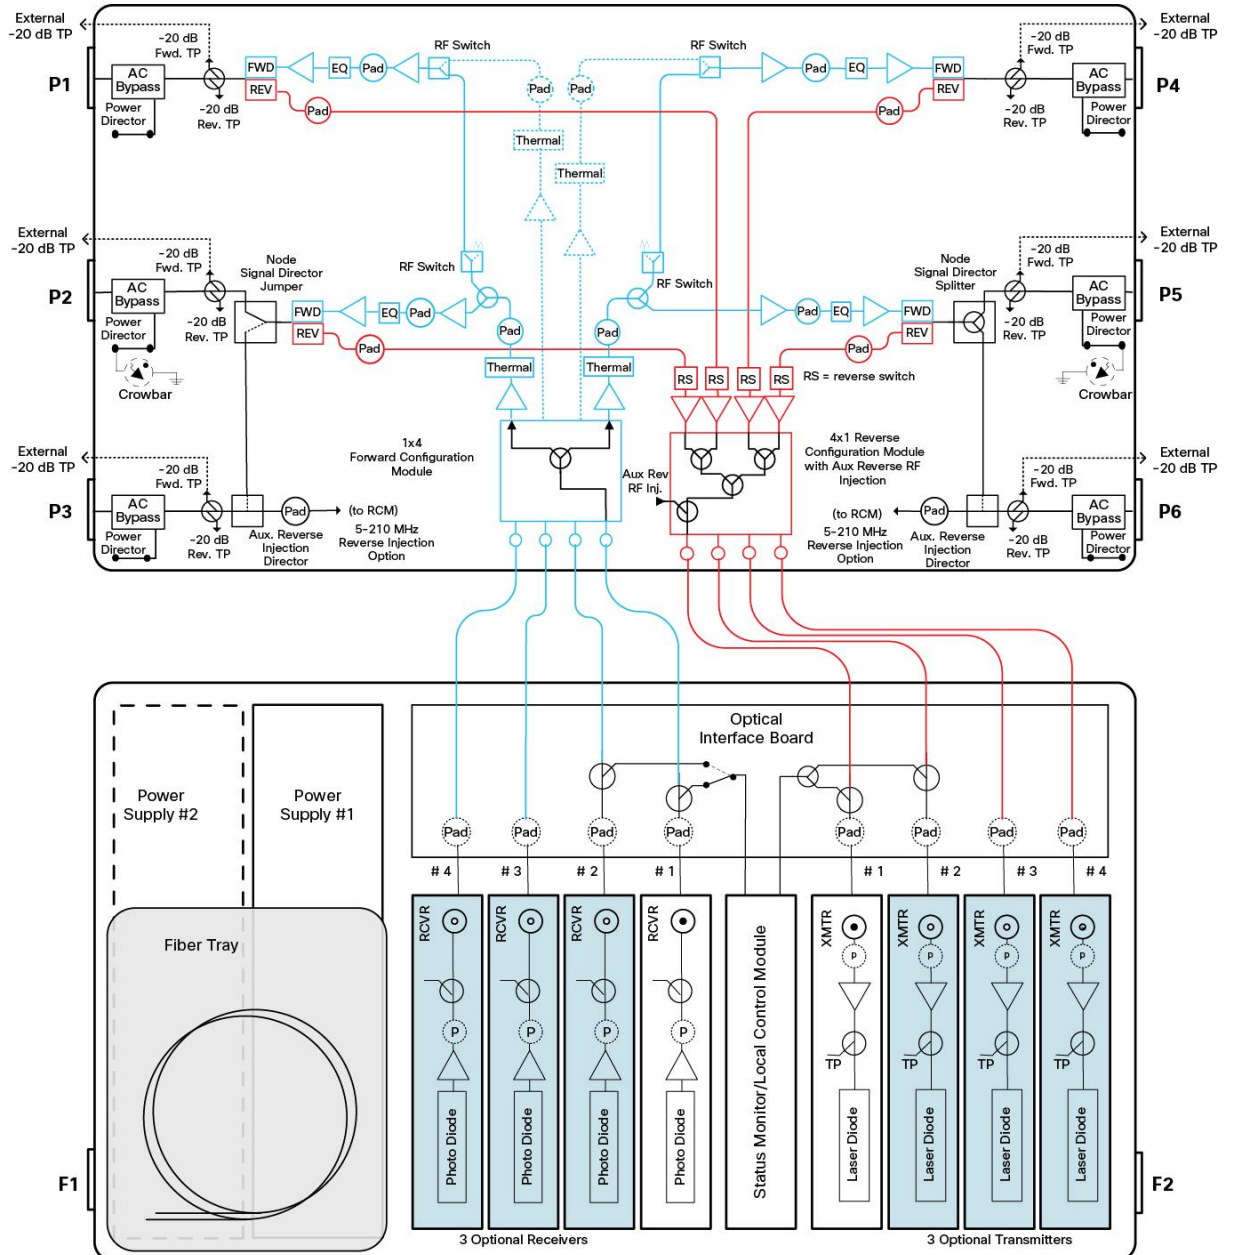 External
-20 dB TP
-20 dB
Fwd. TP
RF Switch
RF Switch
-20 dB
Fwd. TP
External
-20 dB TP
P1
AC
Bypass
FWD
EQ
Pad
REV
Pad
-20 dB
Rev. TP
Power
Director
Pad
Pad
Thermal
Thermal
Pad
EQ
FWD
REV
Pad
-20 dB
Rev. TP
AC
Bypass
Power
Director
P4
External
-20 dB TP
-20 dB
Fwd. TP
Node
Signal Director
Jumper
RF Switch
RF Switch
Node
Signal Director
Splitter
-20 dB
Fwd. TP
External
-20 dB TP
P2
AC
Bypass
Power
Director
-20 dB
Rev. TP
FWD
REV
EQ
Pad
Pad
Pad
Pad
Thermal
Thermal
Pad
EQ
FWD
REV
Pad
-20 dB
Rev. TP
AC
Bypass
Power
Director
P5
Crowbar
RS
RS
RS
RS
RS = reverse switch
Crowbar
External
-20 dB TP
-20 dB
Fwd. TP
1x4
Forward Configuration
Module
Aux Rev
RF Inj.
4x1 Reverse
Configuration Module
with Aux Reverse RF
Injection
-20 dB
Fwd. TP
External
-20 dB TP
P3
AC
Bypass
Power
Director
-20 dB
Rev. TP
Pad
Aux. Reverse
Injection
Director
(to RCM)
5-210 MHz
Reverse Injection
Option
(to RCM)
5-210 MHz
Reverse Injection
Option
Pad
Aux. Reverse
Injection
Director
-20 dB
Rev. TP
AC
Bypass
Power
Director
P6
Optical
Interface Board
Power
Supply #2
Power
Supply #1
Pad
Pad
Pad
Pad
Pad
Pad
Pad
Pad
# 4
# 3
# 2
# 1
# 1
# 2
# 3
# 4
Fiber Tray
RCVR
RCVR
RCVR
RCVR
Status Monitor/Local Control Module
XMTR
XMTR
XMTR
XMTR
P
P
P
P
P
P
P
P
TP
TP
TP
TP
Photo Diode
Photo Diode
Photo Diode
Photo Diode
Laser Diode
Laser Diode
Laser Diode
Laser Diode
F1
F2
3 Optional Receivers
3 Optional Transmitters